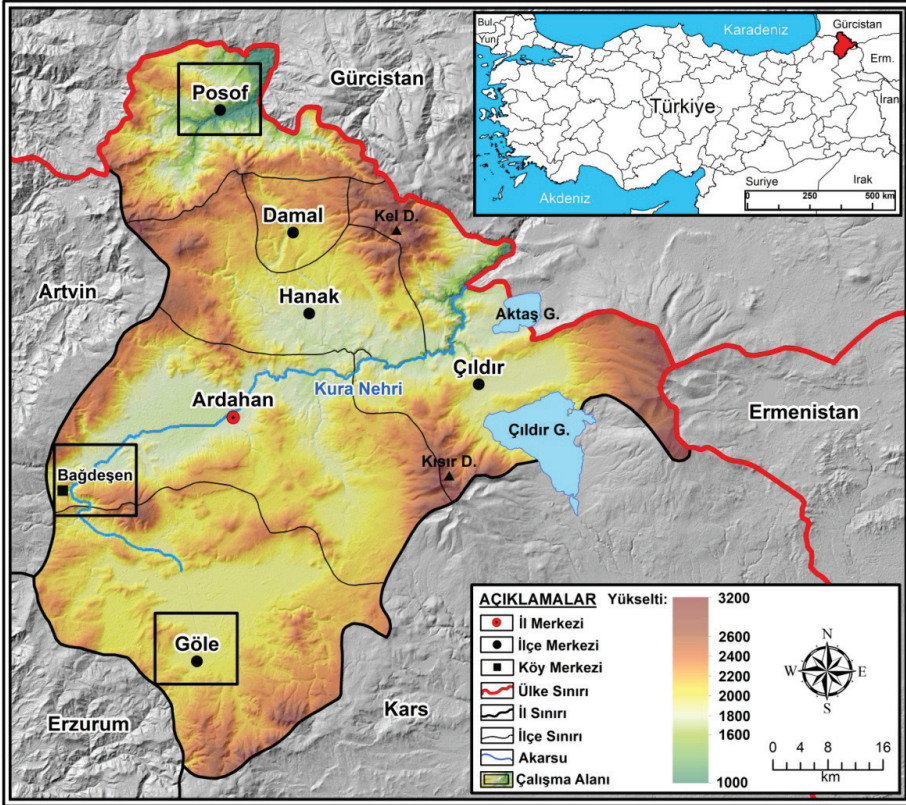 Bul.
Yun.
Karadeniz
Gürcistan
Erm.
İran
Türkiye
Akdeniz
Suriye
Irak
0 250 500 km
Posof
Gürcistan
Damal
Kel D.
Artvin
Hanak
Aktaş G.
Çıldır
Kura Nehri
Ardahan
Ermenistan
Çıldır G.
Kısır D.
Bağdeşen
Göle
Kars
Erzurum
AÇIKLAMALAR
İl Merkezi
İlçe Merkezi
Köy Merkezi
Ülke Sınırı
İl Sınırı
İlçe Sınırı
Akarsu
Çalışma Alanı
Yükselti:
3200
2600
2400
2200
2000
1800
1600
1000
N
W E
S
0 4 8 16
km